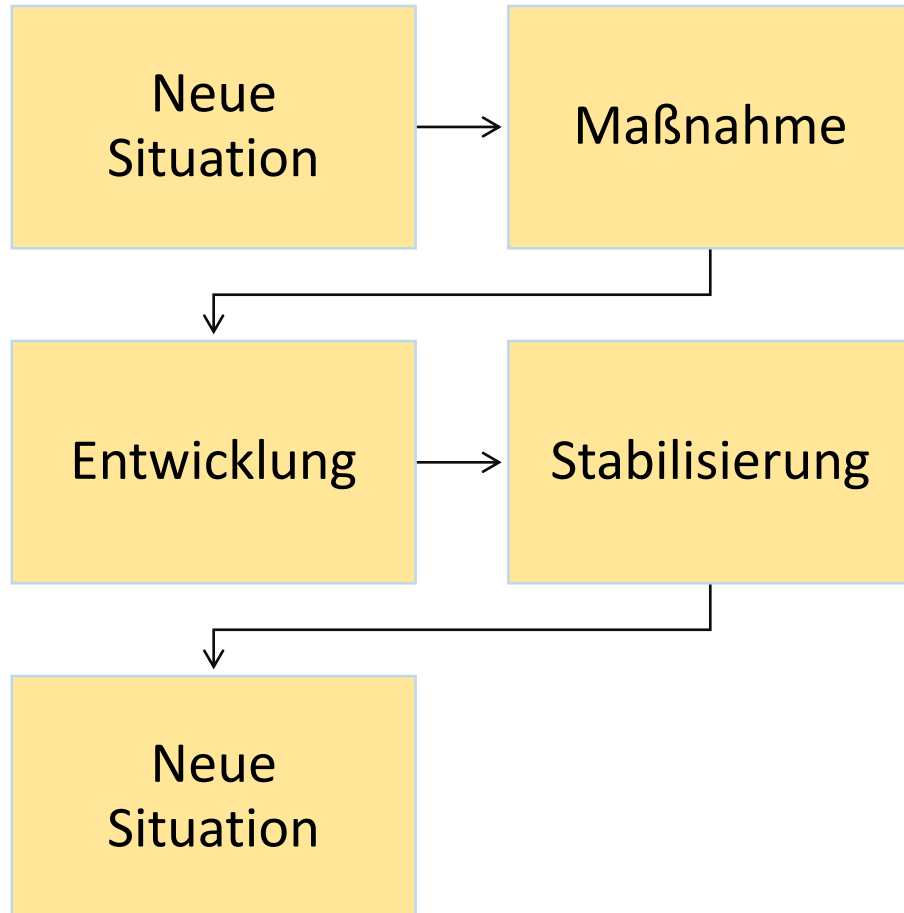 Neue
Situation
Maßnahme
Entwicklung
Stabilisierung
Neue
Situation